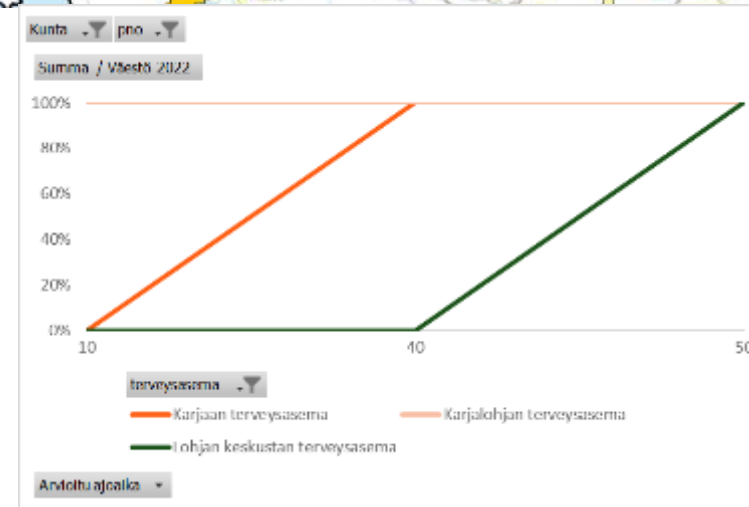 Kunta pno
Summa / Väestö 2022
100%
80%
60%
40%
20%
0%
10 40 50
terveysasema
Karjaan terveysasema Karjalohjan terveysasema
Lohjan keskustan terveysasema
Arvioitu ajoaika